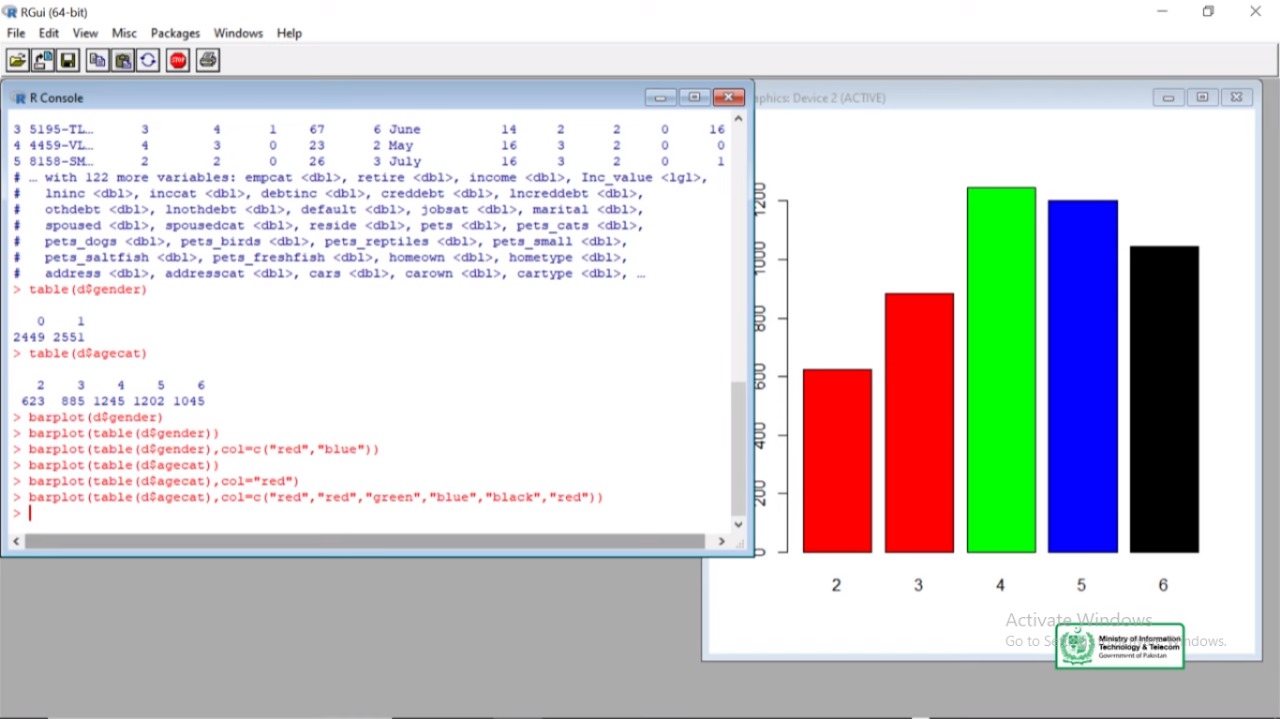 RGui (64-bit)
File Edit View Misc Packages Windows Help
STOP
R Console
3 5195-TL… 3 4 1 67 6 June 14 2 2 0 16
4 4459-VL… 4 3 0 23 2 May 16 3 2 0 0
5 8158-SM… 2 2 0 26 3 July 16 3 2 0 1
# … with 122 more variables: empcat <dbl>, retire <dbl>, income <dbl>, Inc_value <lgl>,
# lninc <dbl>, inccat <dbl>, debtinc <dbl>, creddebt <dbl>, lncreddebt <dbl>,
# othdebt <dbl>, lnothdebt <dbl>, default <dbl>, jobsat <dbl>, marital <dbl>,
# spoused <dbl>, spousedcat <dbl>, reside <dbl>, pets <dbl>, pets_cats <dbl>,
# pets_dogs <dbl>, pets_birds <dbl>, pets_reptiles <dbl>, pets_small <dbl>,
# pets_saltfish <dbl>, pets_freshfish <dbl>, homeown <dbl>, hometype <dbl>,
# address <dbl>, addresscat <dbl>, cars <dbl>, carown <dbl>, cartype <dbl>, …
> table(d$gender)
0 1
2449 2551
> table(d$agecat)
2 3 4 5 6
623 885 1245 1202 1045
> barplot(d$gender)
> barplot(table(d$gender))
> barplot(table(d$gender),col=c("red","blue"))
> barplot(table(d$agecat))
> barplot(table(d$agecat),col="red")
> barplot(table(d$agecat),col=c("red","red","green","blue","black","red"))
>
Device 2 (ACTIVE)
1200
1000
800
600
400
200
0
2 3 4 5 6
Activate Windows
Go to
Ministry of Information
Technology & Telecom
Government of Pakistan